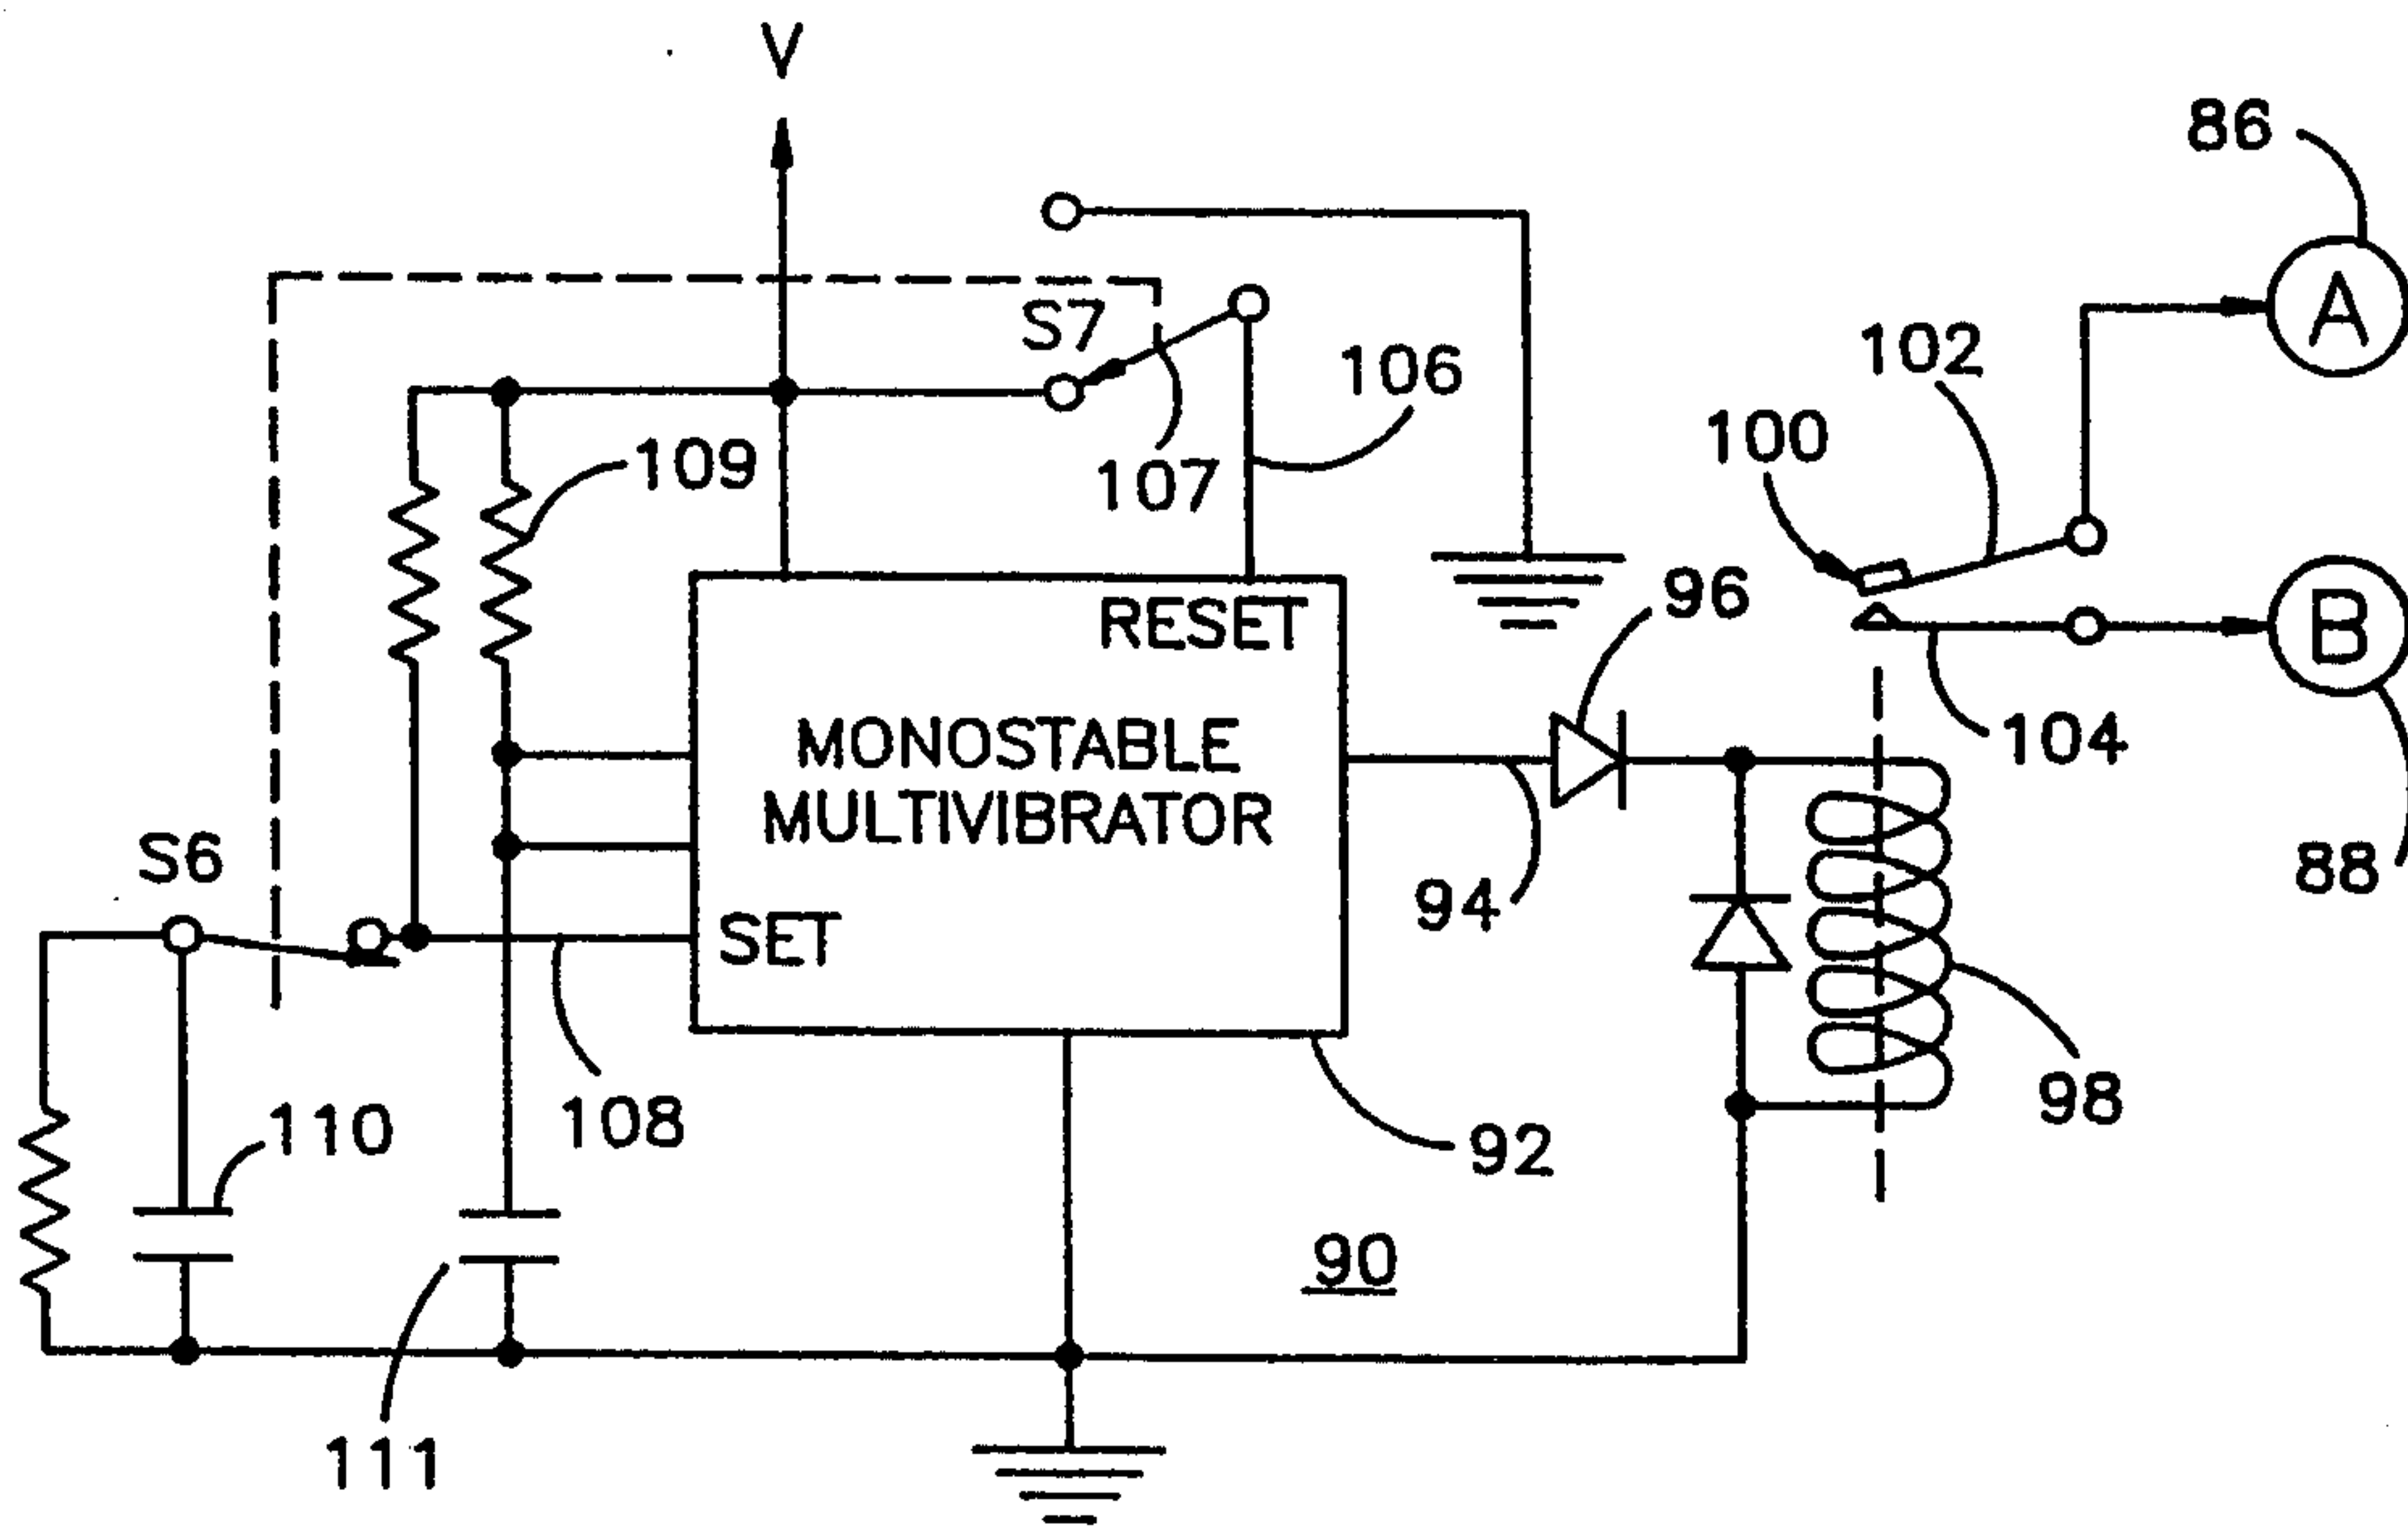 V
86
A
S7
102
106
100
109
107
RESET
96
B
MONOSTABLE
MULTIVIBRATOR
104
S6
94
88
SET
98
110
108
92
90
111